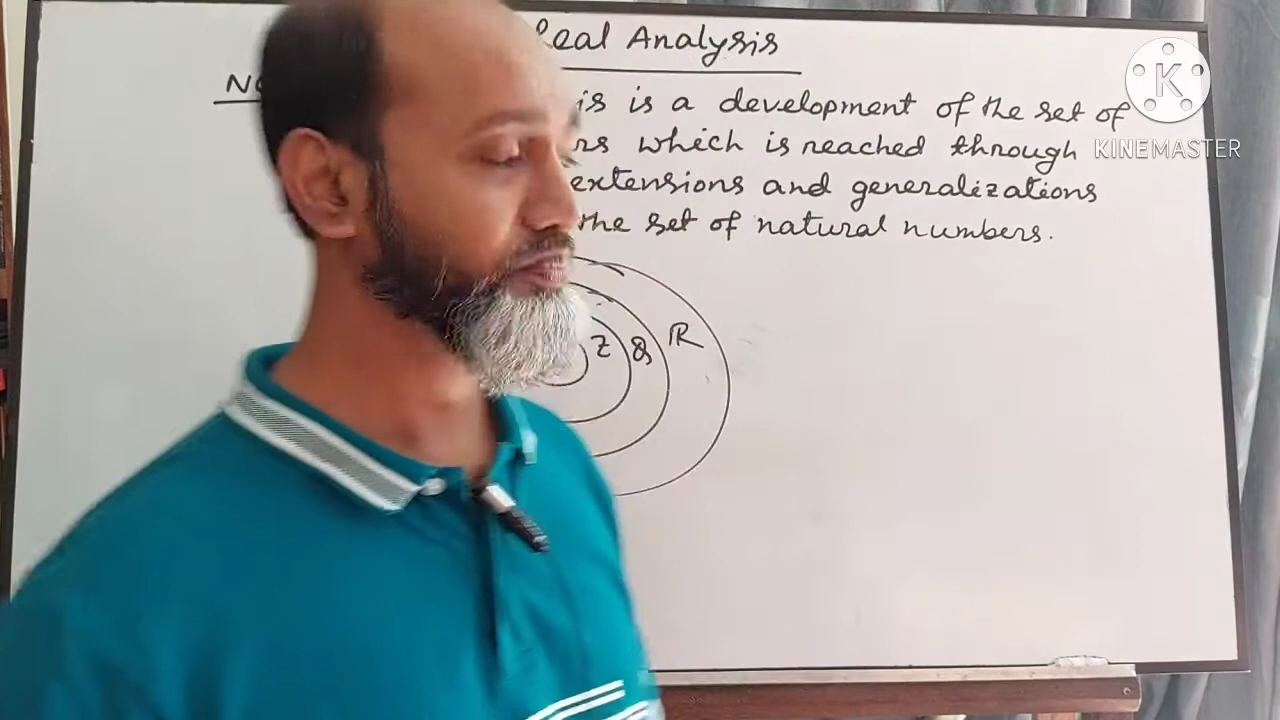 eal Analysis
is is a development of the set of
rs which is reached through
extensions and generalizations
the set of natural numbers.
Z Q R
K
KINEMASTER